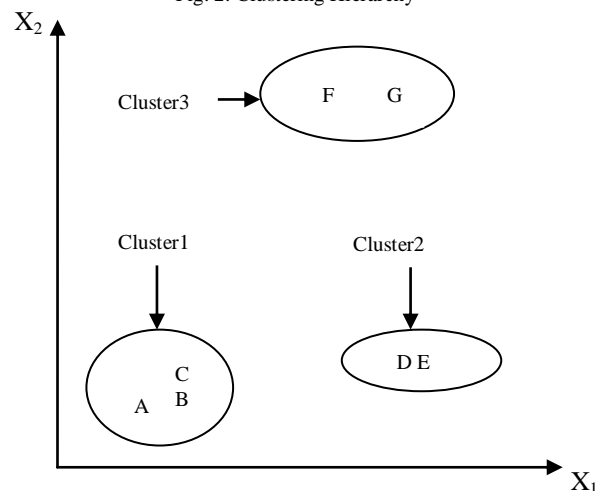 Fig. 2. Clustering Hierarchy
X2
Cluster3
F G
Cluster1
Cluster2
C
D E
A B
X1